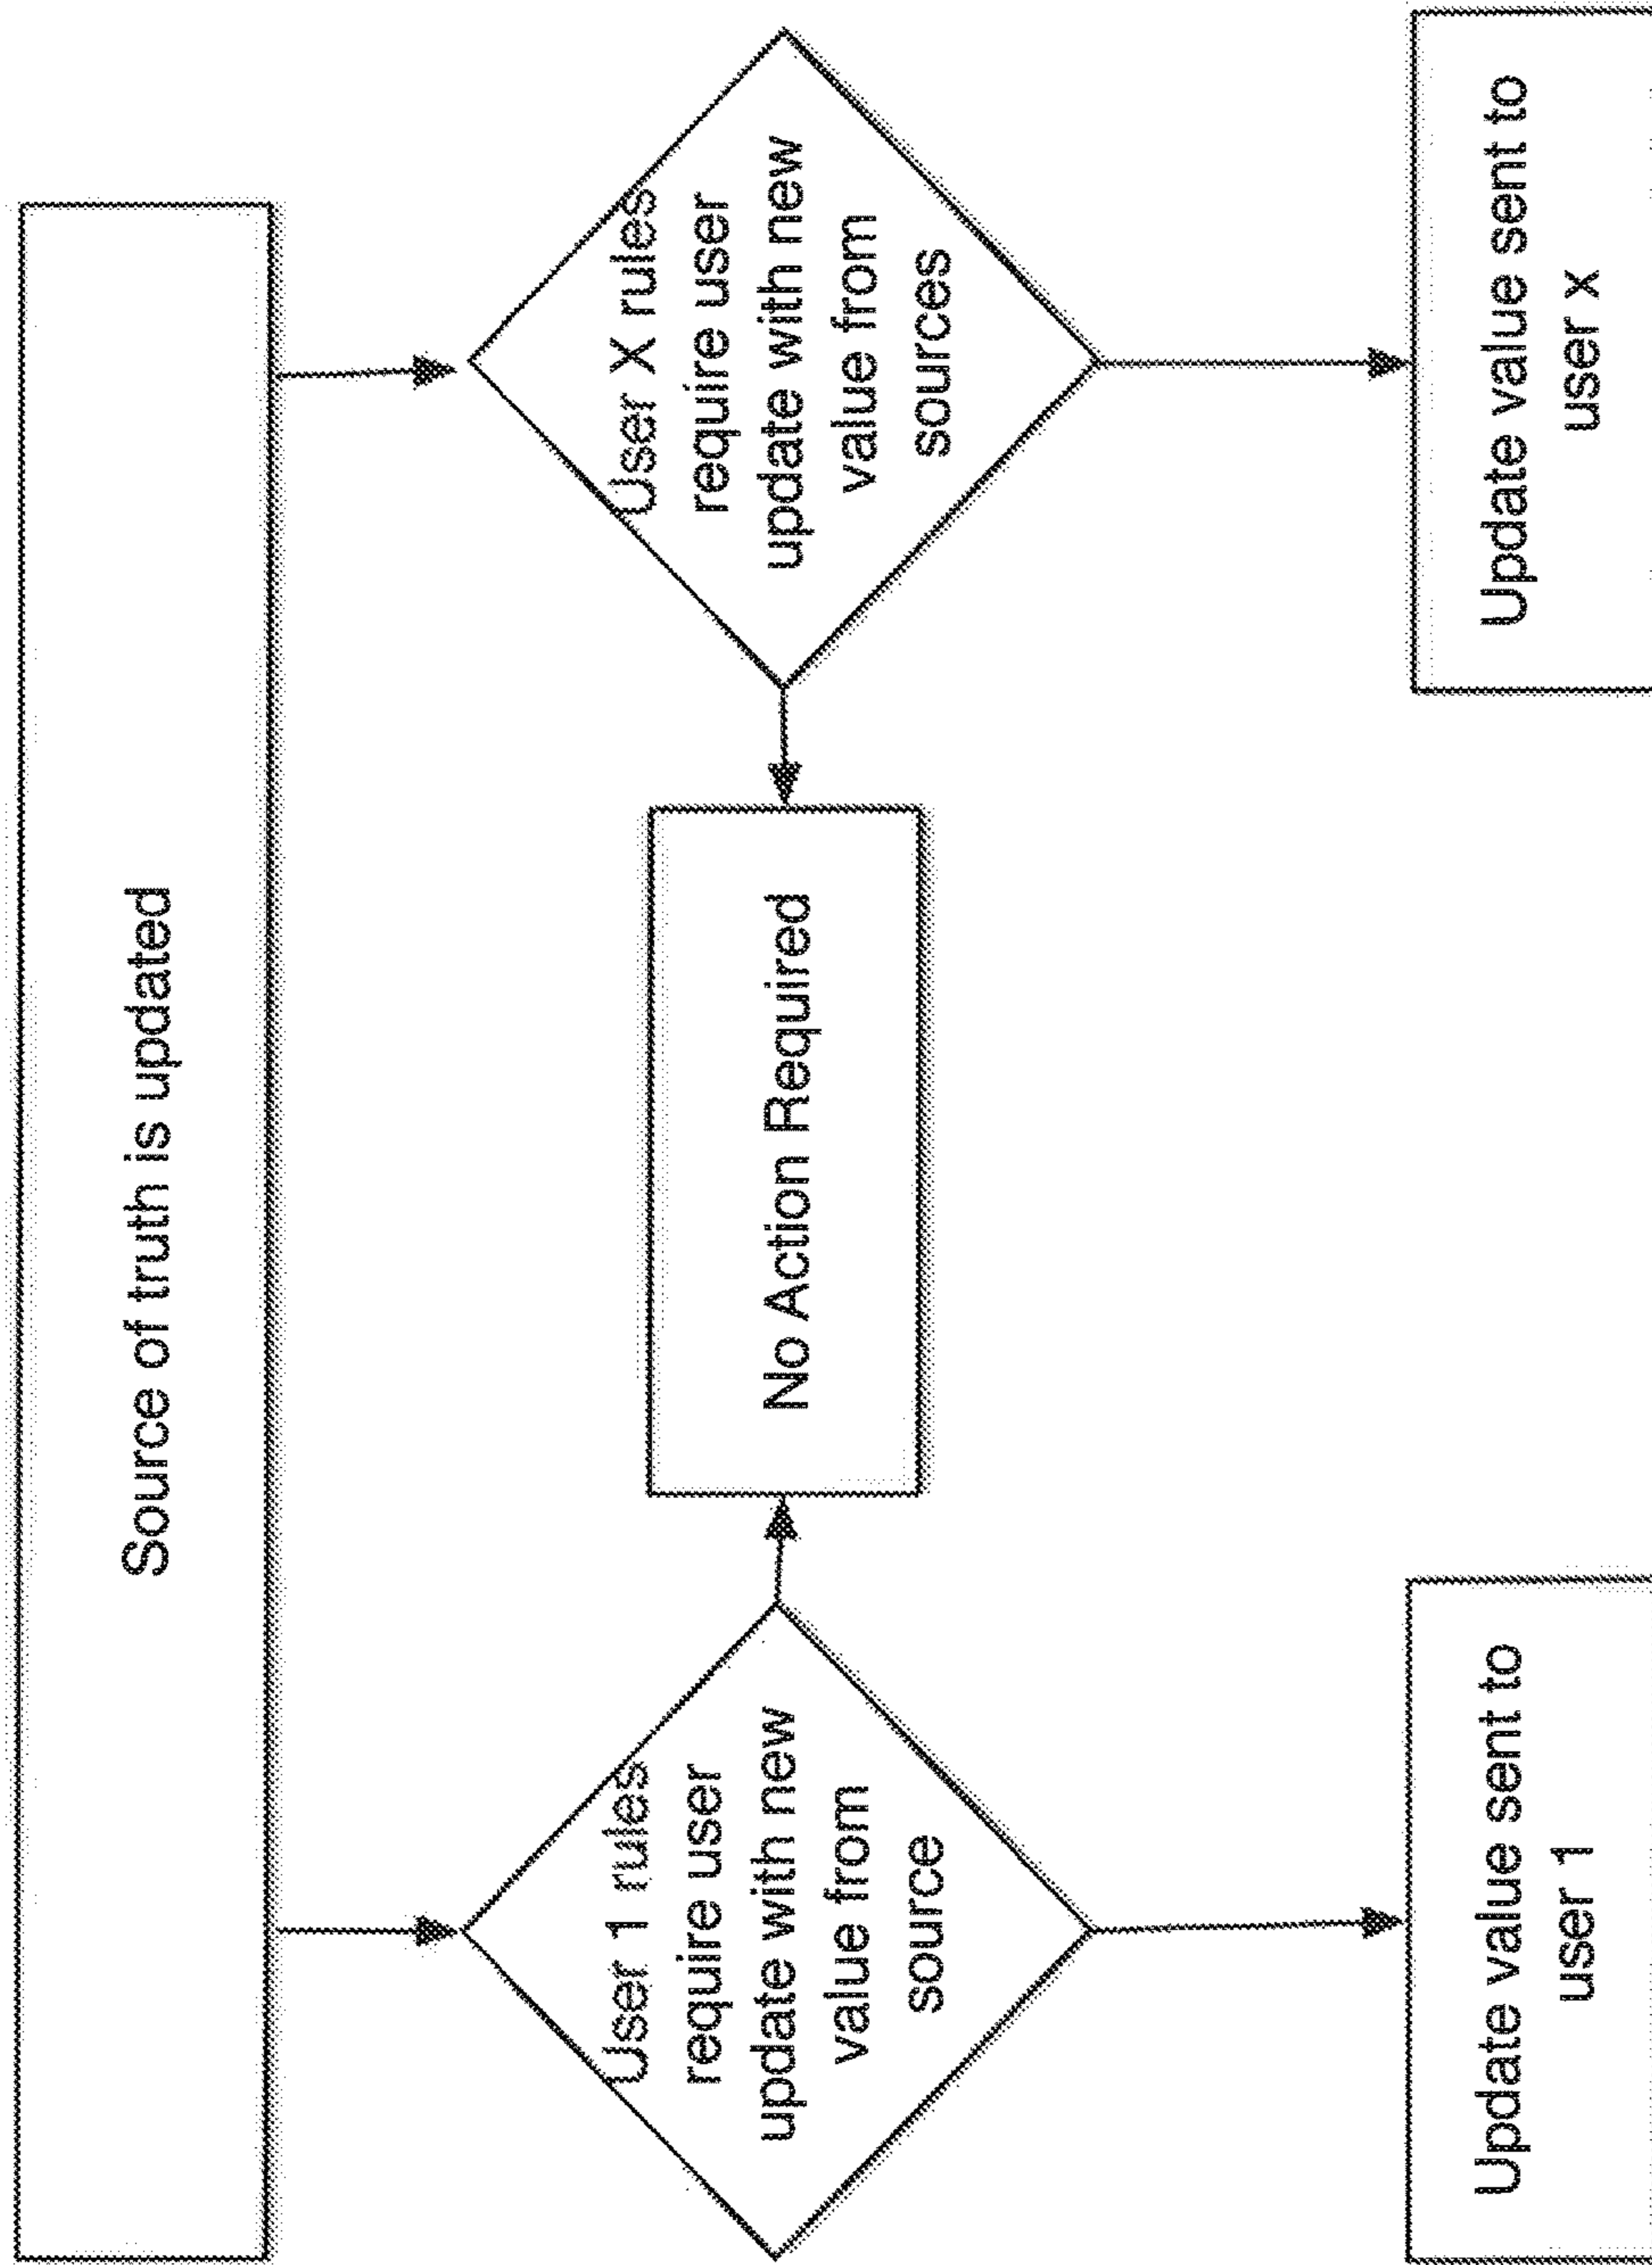 Source of truth is updated
User 1 rules
require user
update with new
value from
source
No Action Required
User X rules
require user
update with new
value from
sources
Update value sent to
user 1
Update value sent to
user x